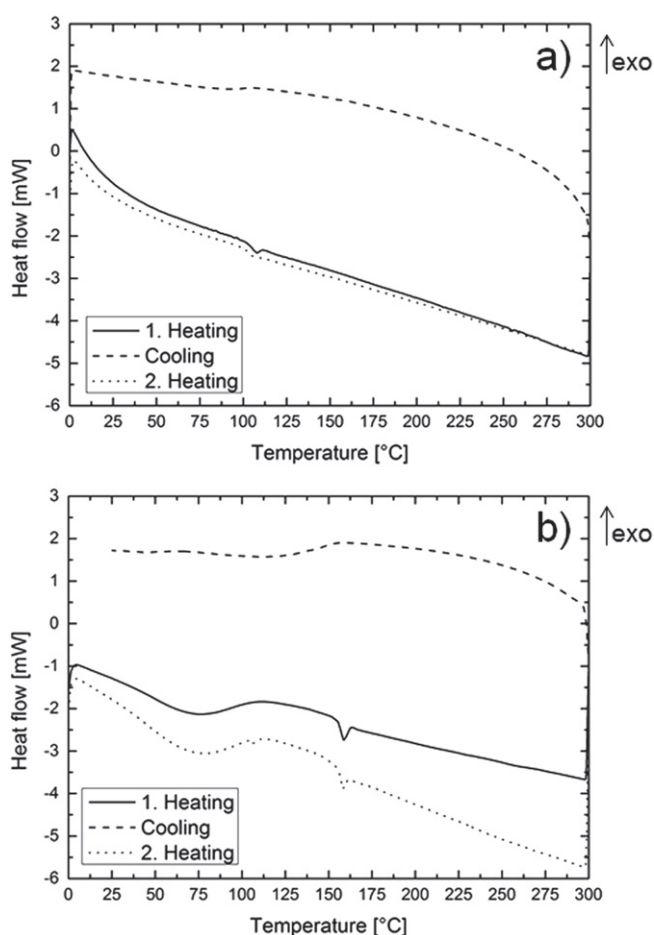 3
2
1
0
-1
-2
-3
-4
-5
-6
Heat flow [mW]
a)
exo
1. Heating
Cooling
2. Heating
0 25 50 75 100 125 150 175 200 225 250 275 300
Temperature [°C]
3
2
1
0
-1
-2
-3
-4
-5
-6
Heat flow [mW]
b)
exo
1. Heating
Cooling
2. Heating
0 25 50 75 100 125 150 175 200 225 250 275 300
Temperature [°C]